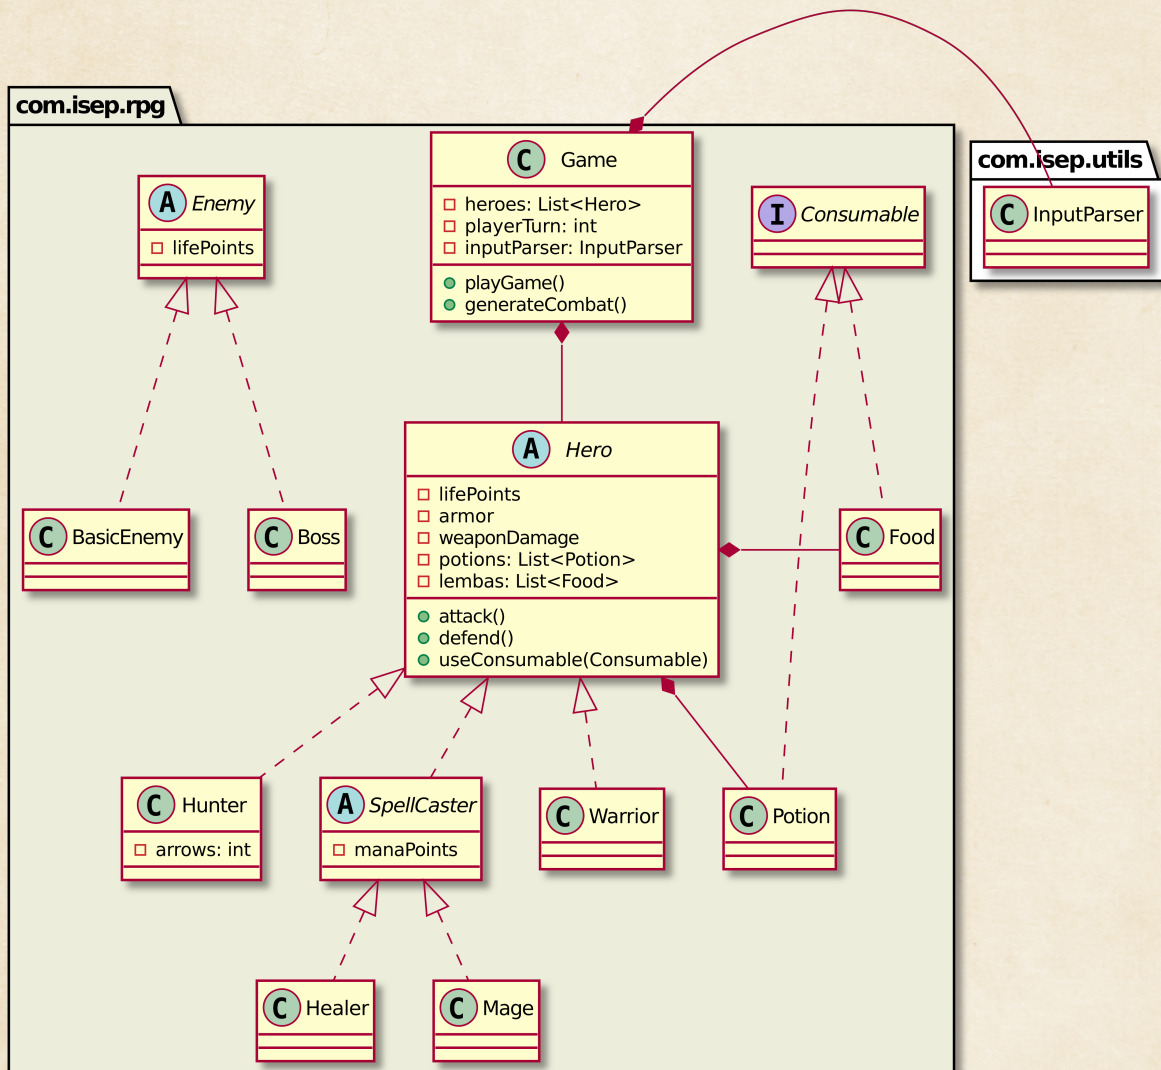 com.isep.rpg
C Game
heroes: List<Hero>
playerTurn: int
inputParser: InputParser
playGame()
generateCombat()
com.isep.utils
C InputParser
A Enemy
lifePoints
I Consumable
C BasicEnemy
C Boss
A Hero
lifePoints
armor
weaponDamage
potions: List<Potion>
lembas: List<Food>
attack()
defend()
useConsumable(Consumable)
C Food
C Hunter
arrows: int
A SpellCaster
manaPoints
C Warrior
C Potion
C Healer
C Mage